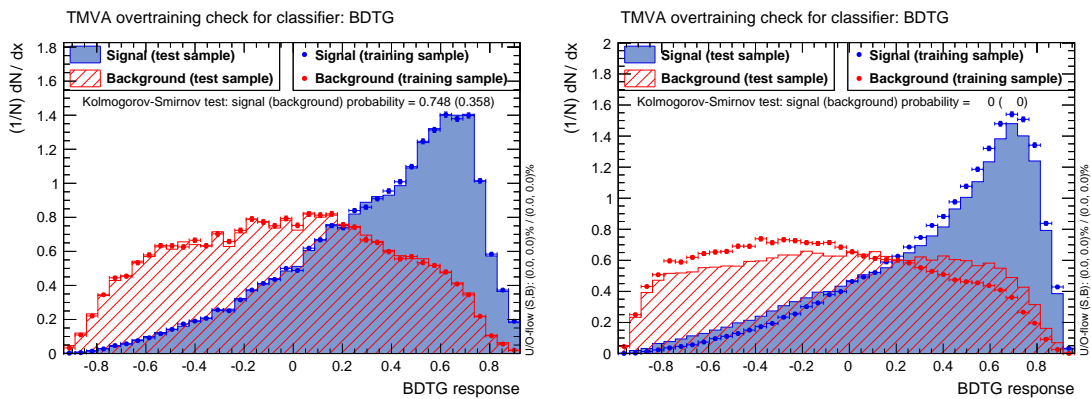 TMVA overtraining check for classifier: BDTG
Signal (test sample)
Background (test sample)
Signal (training sample)
Background (training sample)
Kolmogorov-Smirnov test: signal (background) probability = 0.748 (0.358)
(1/N) dN / dx
0
0.2
0.4
0.6
0.8
1
1.2
1.4
1.6
1.8
-0.8 -0.6 -0.4 -0.2 0 0.2 0.4 0.6 0.8
BDTG response
U/O-flow (S,B): (0.0, 0.0)% / (0.0, 0.0)%
TMVA overtraining check for classifier: BDTG
Signal (test sample)
Background (test sample)
Signal (training sample)
Background (training sample)
Kolmogorov-Smirnov test: signal (background) probability = 0 ( 0)
(1/N) dN / dx
0
0.2
0.4
0.6
0.8
1
1.2
1.4
1.6
1.8
2
-0.8 -0.6 -0.4 -0.2 0 0.2 0.4 0.6 0.8
BDTG response
U/O-flow (S,B): (0.0, 0.0)% / (0.0, 0.0)%